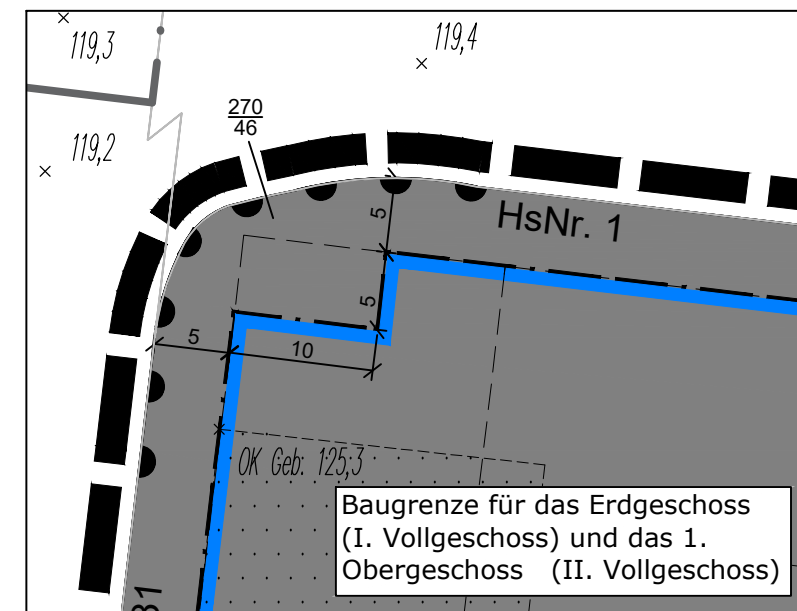 119,3
119,4
119,2
270
46
HsNr. 1
5
5
5
10
OK Geb: 125,3
Baugrenze für das Erdgeschoss
(I. Vollgeschoss) und das 1.
Obergeschoss (II. Vollgeschoss)